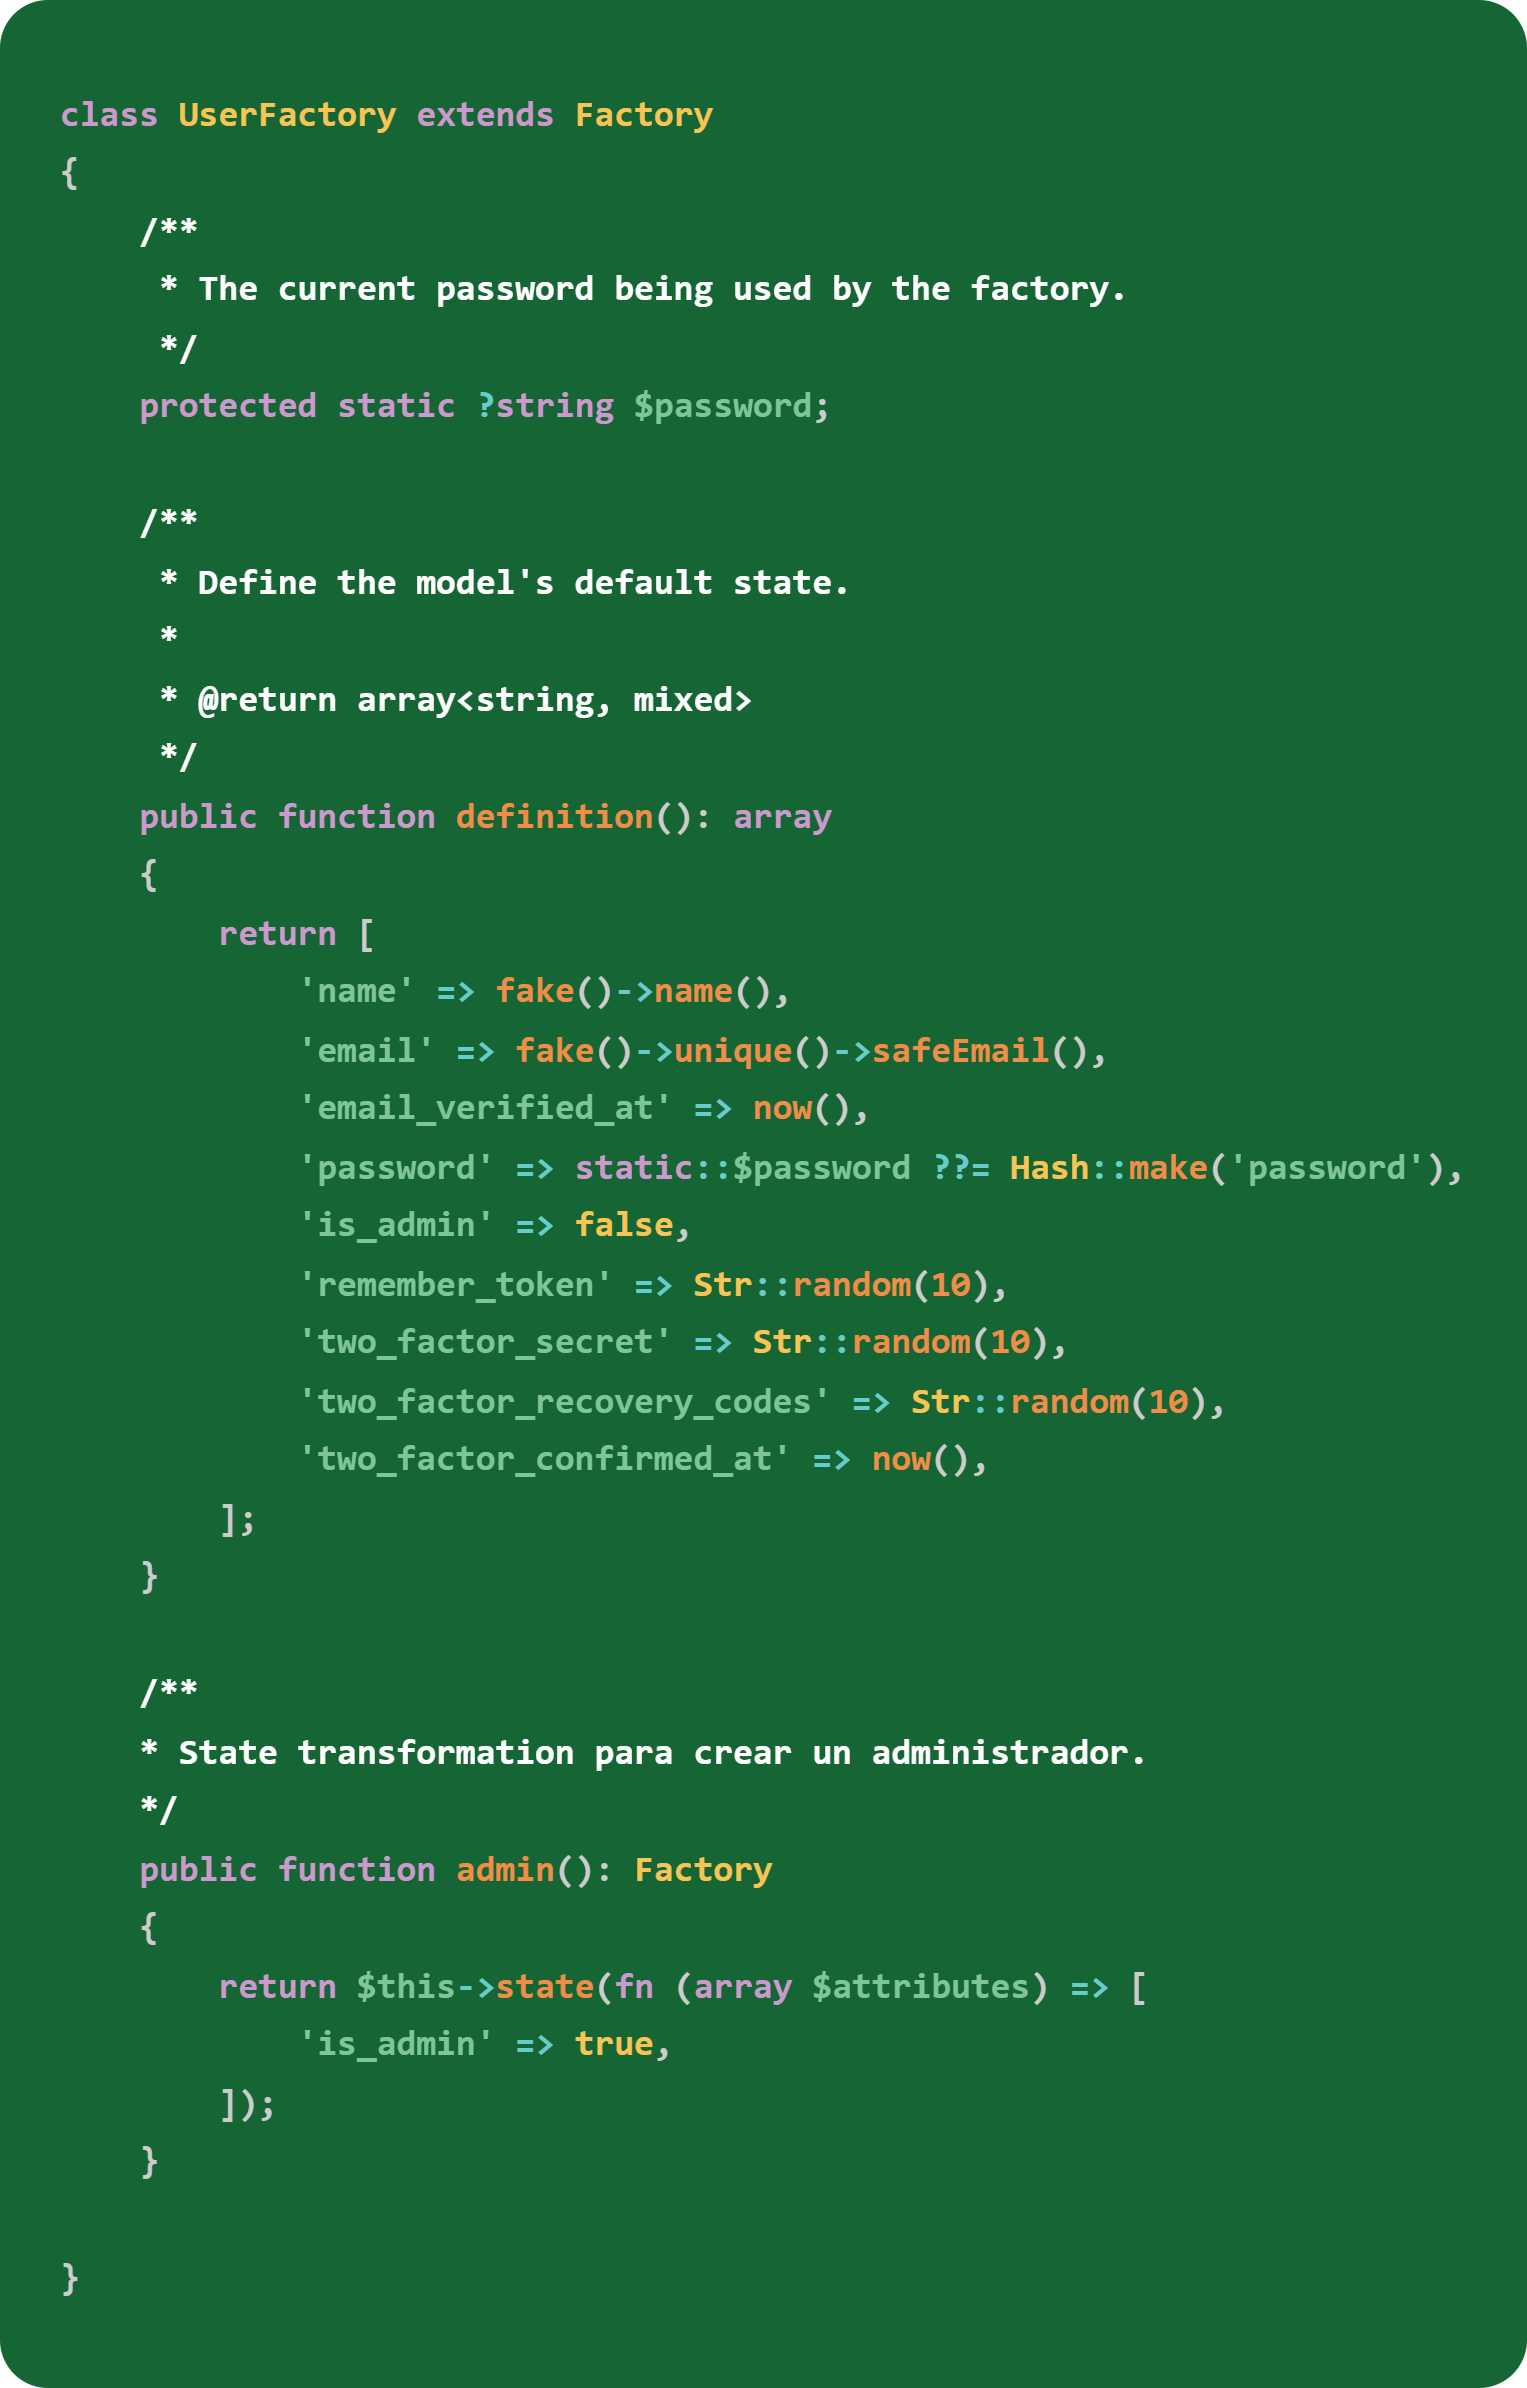 class UserFactory extends Factory
{
    /**
     * The current password being used by the factory.
     */
    protected static ?string $password;

    /**
     * Define the model's default state.
     *
     * @return array<string, mixed>
     */
    public function definition(): array
    {
        return [
            'name' => fake()->name(),
            'email' => fake()->unique()->safeEmail(),
            'email_verified_at' => now(),
            'password' => static::$password ??= Hash::make('password'),
            'is_admin' => false,
            'remember_token' => Str::random(10),
            'two_factor_secret' => Str::random(10),
            'two_factor_recovery_codes' => Str::random(10),
            'two_factor_confirmed_at' => now(),
        ];
    }

    /**
    * State transformation para crear un administrador.
    */
    public function admin(): Factory
    {
        return $this->state(fn (array $attributes) => [
            'is_admin' => true,
        ]);
    }

}